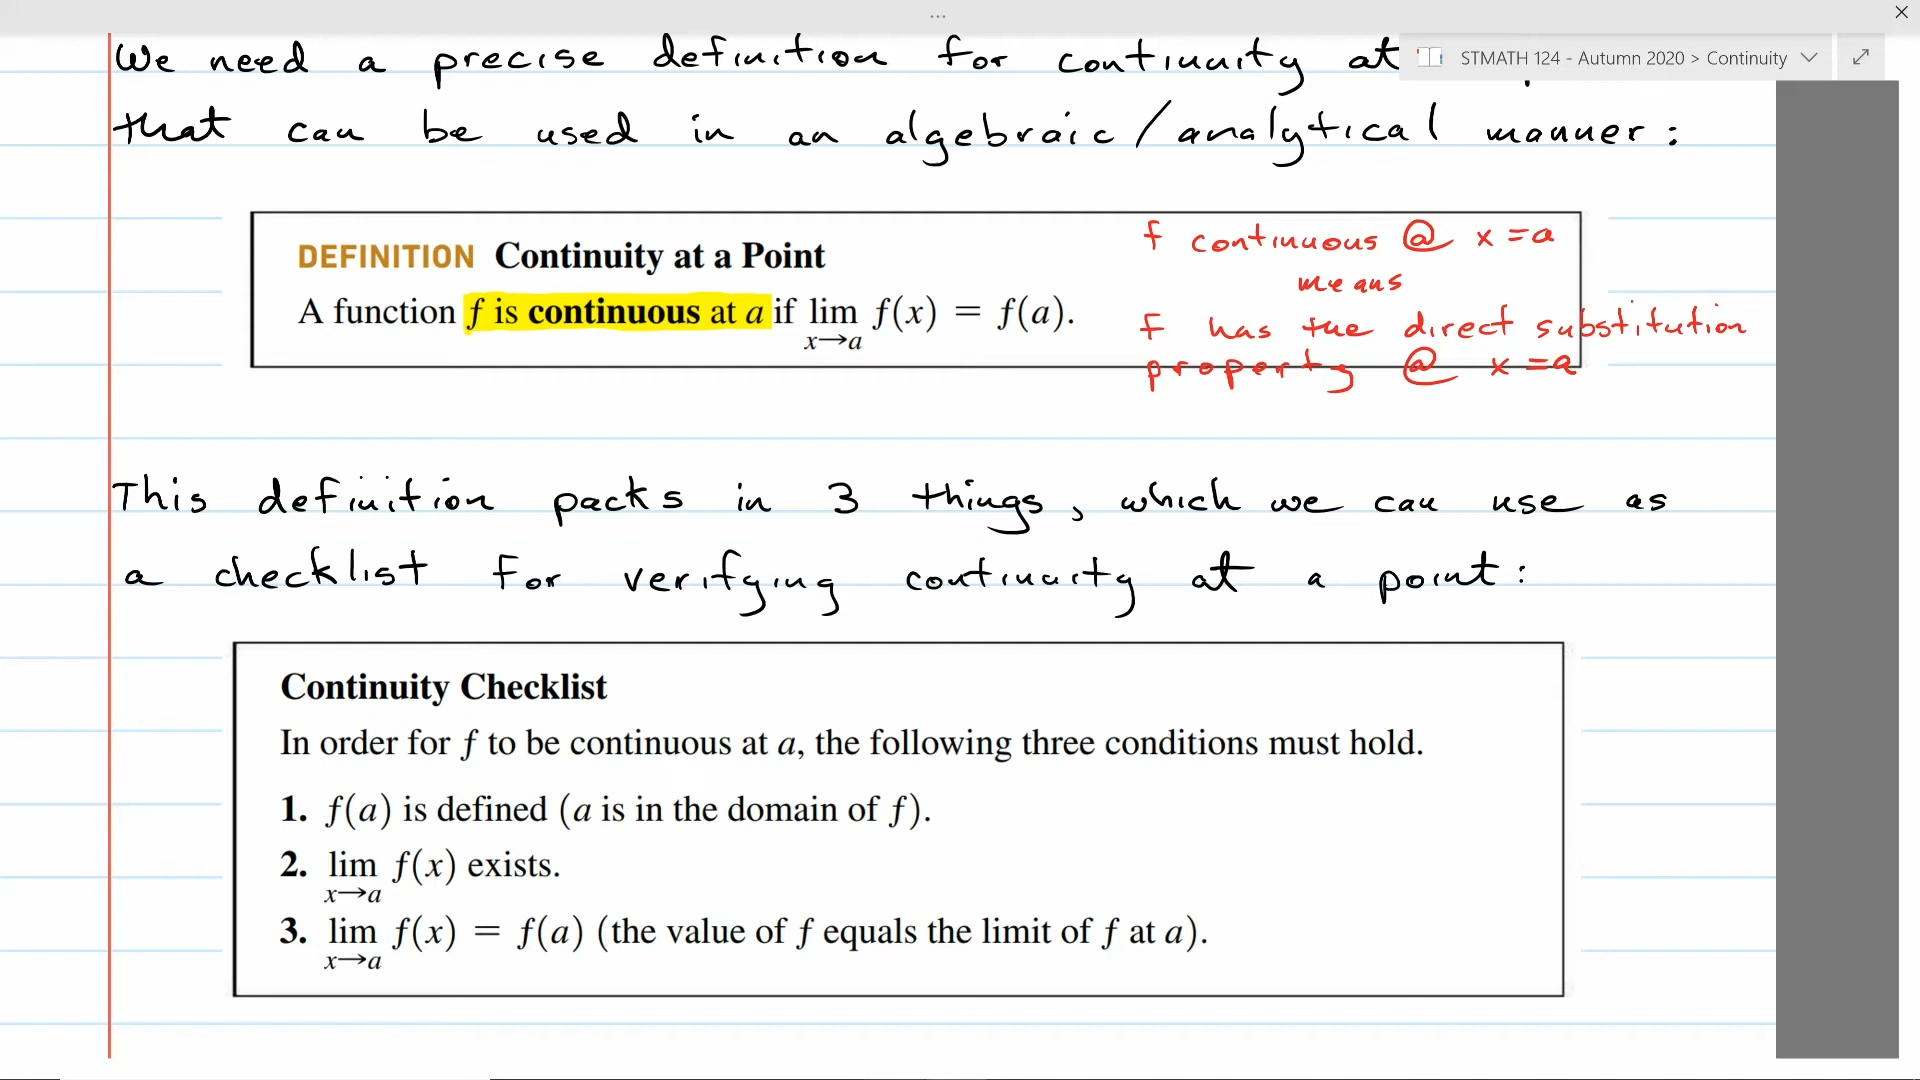 ...
We need a precise definition for continuity at
STMATH 124 - Autumn 2020 > Continuity
that can be used in an algebraic/analytical manner:
DEFINITION Continuity at a Point
A function f is continuous at a if lim f(x) = f(a).
x→a
f continuous @ x=a
means
f has the direct substitution
property @ x=a
This definition packs in 3 things, which we can use as
a checklist for verifying continuity at a point:
Continuity Checklist
In order for f to be continuous at a, the following three conditions must hold.
1. f(a) is defined (a is in the domain of f).
2. lim f(x) exists.
x→a
3. lim f(x) = f(a) (the value of f equals the limit of f at a).
x→a